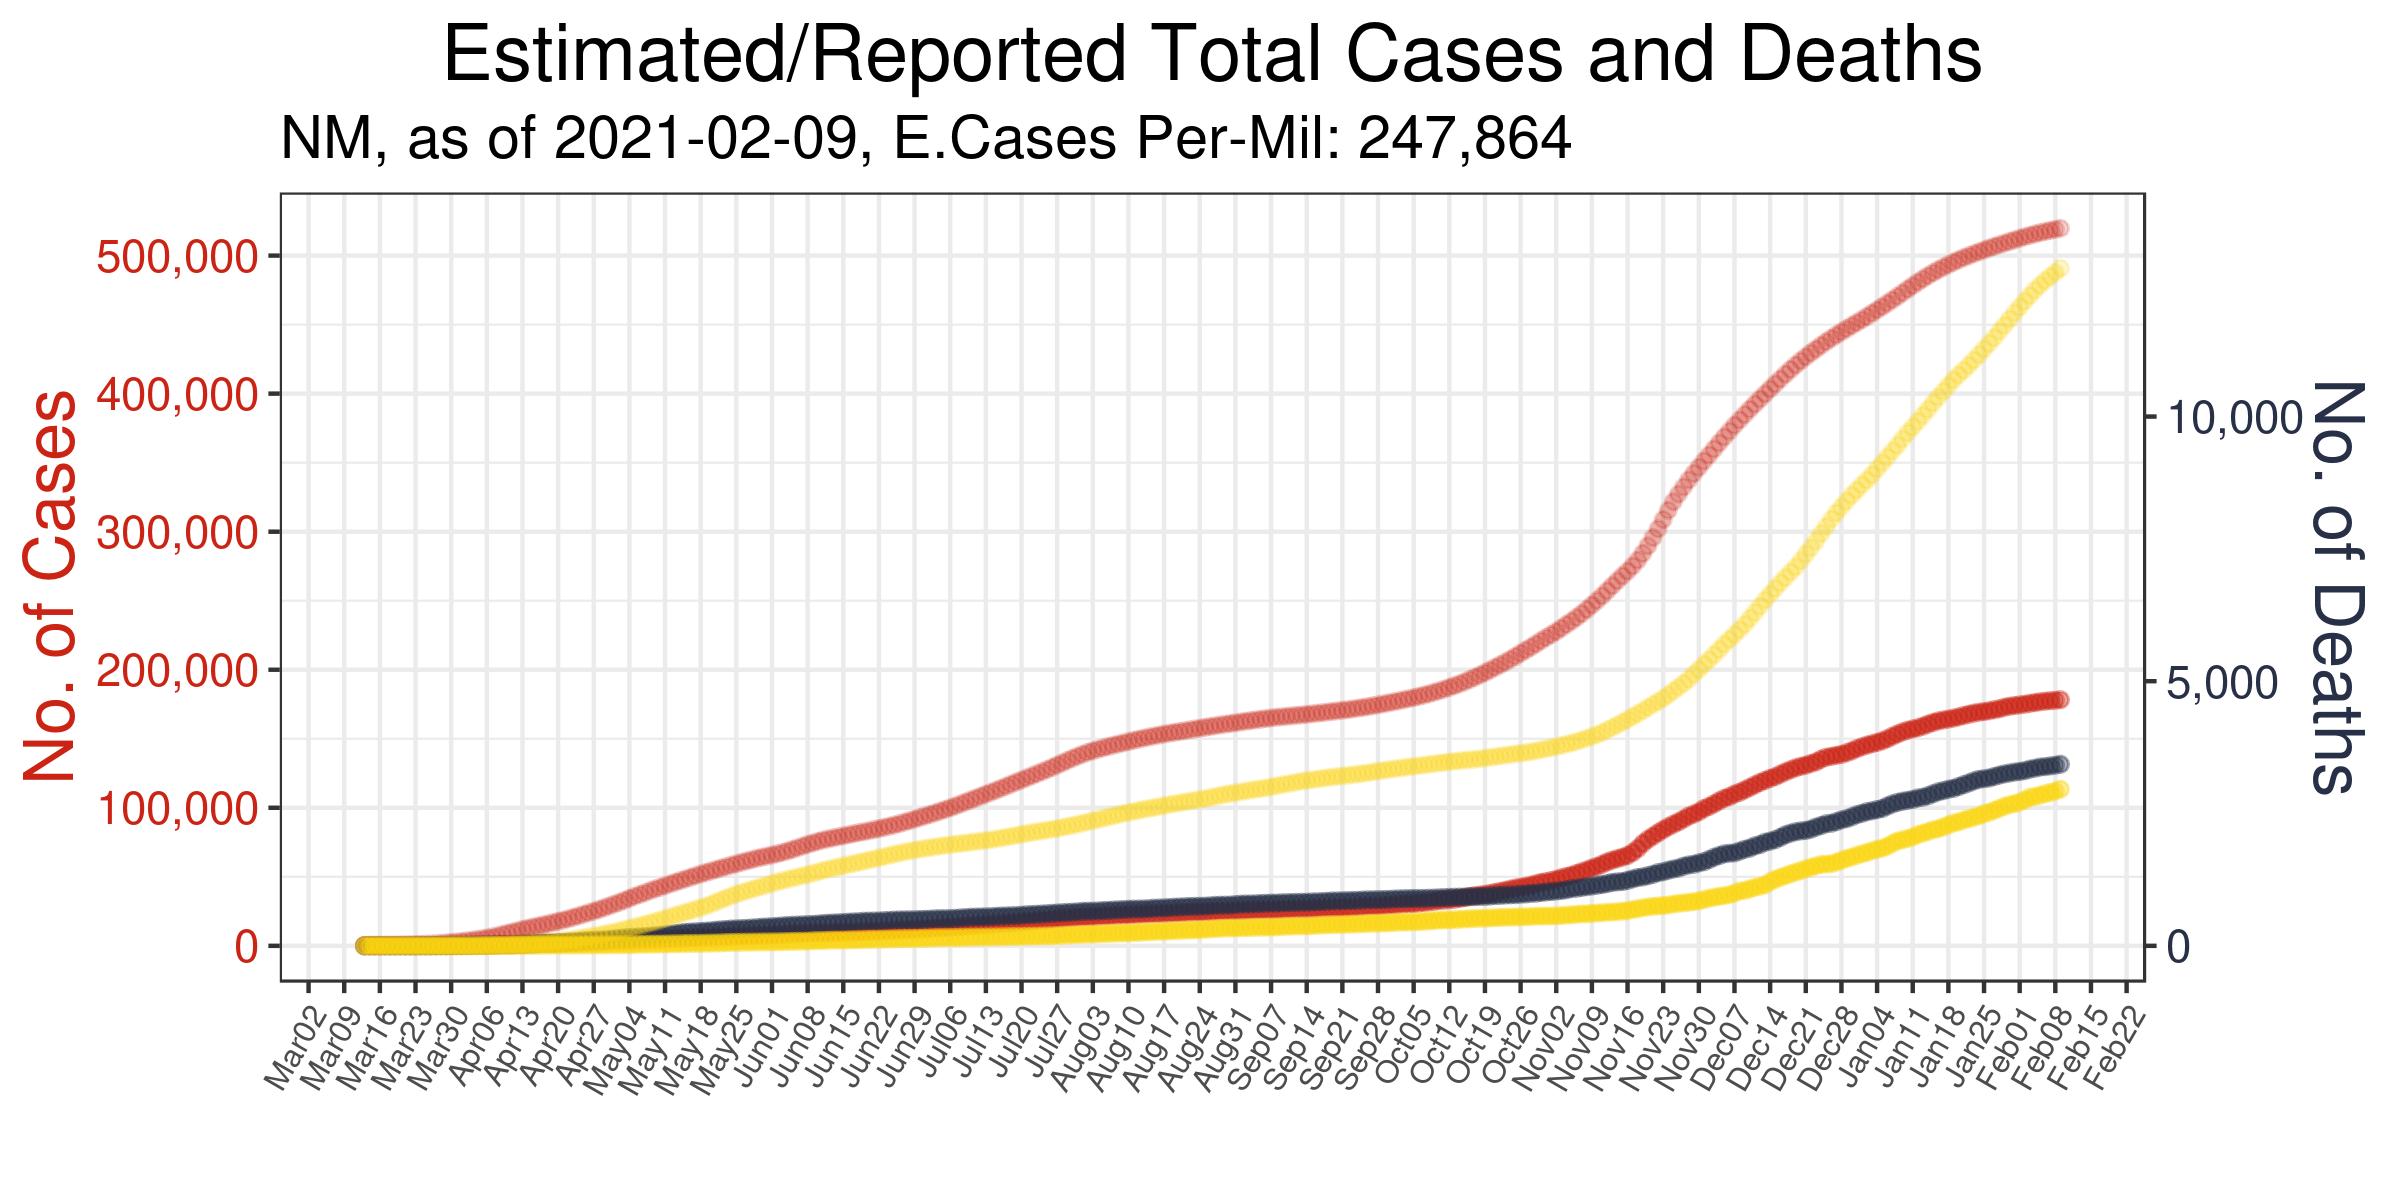 Estimated/Reported Total Cases and Deaths
NM, as of 2021-02-09, E.Cases Per-Mil: 247,864
No. of Cases
500,000
400,000
300,000
200,000
100,000
0
10,000
5,000
0
No. of Deaths
Mar02
Mar09
Mar16
Mar23
Mar30
Apr06
Apr13
Apr20
Apr27
May04
May11
May18
May25
Jun01
Jun08
Jun15
Jun22
Jun29
Jul06
Jul13
Jul20
Jul27
Aug03
Aug10
Aug17
Aug24
Aug31
Sep07
Sep14
Sep21
Sep28
Oct05
Oct12
Oct19
Oct26
Nov02
Nov09
Nov16
Nov23
Nov30
Dec07
Dec14
Dec21
Dec28
Jan04
Jan11
Jan18
Jan25
Feb01
Feb08
Feb15
Feb22